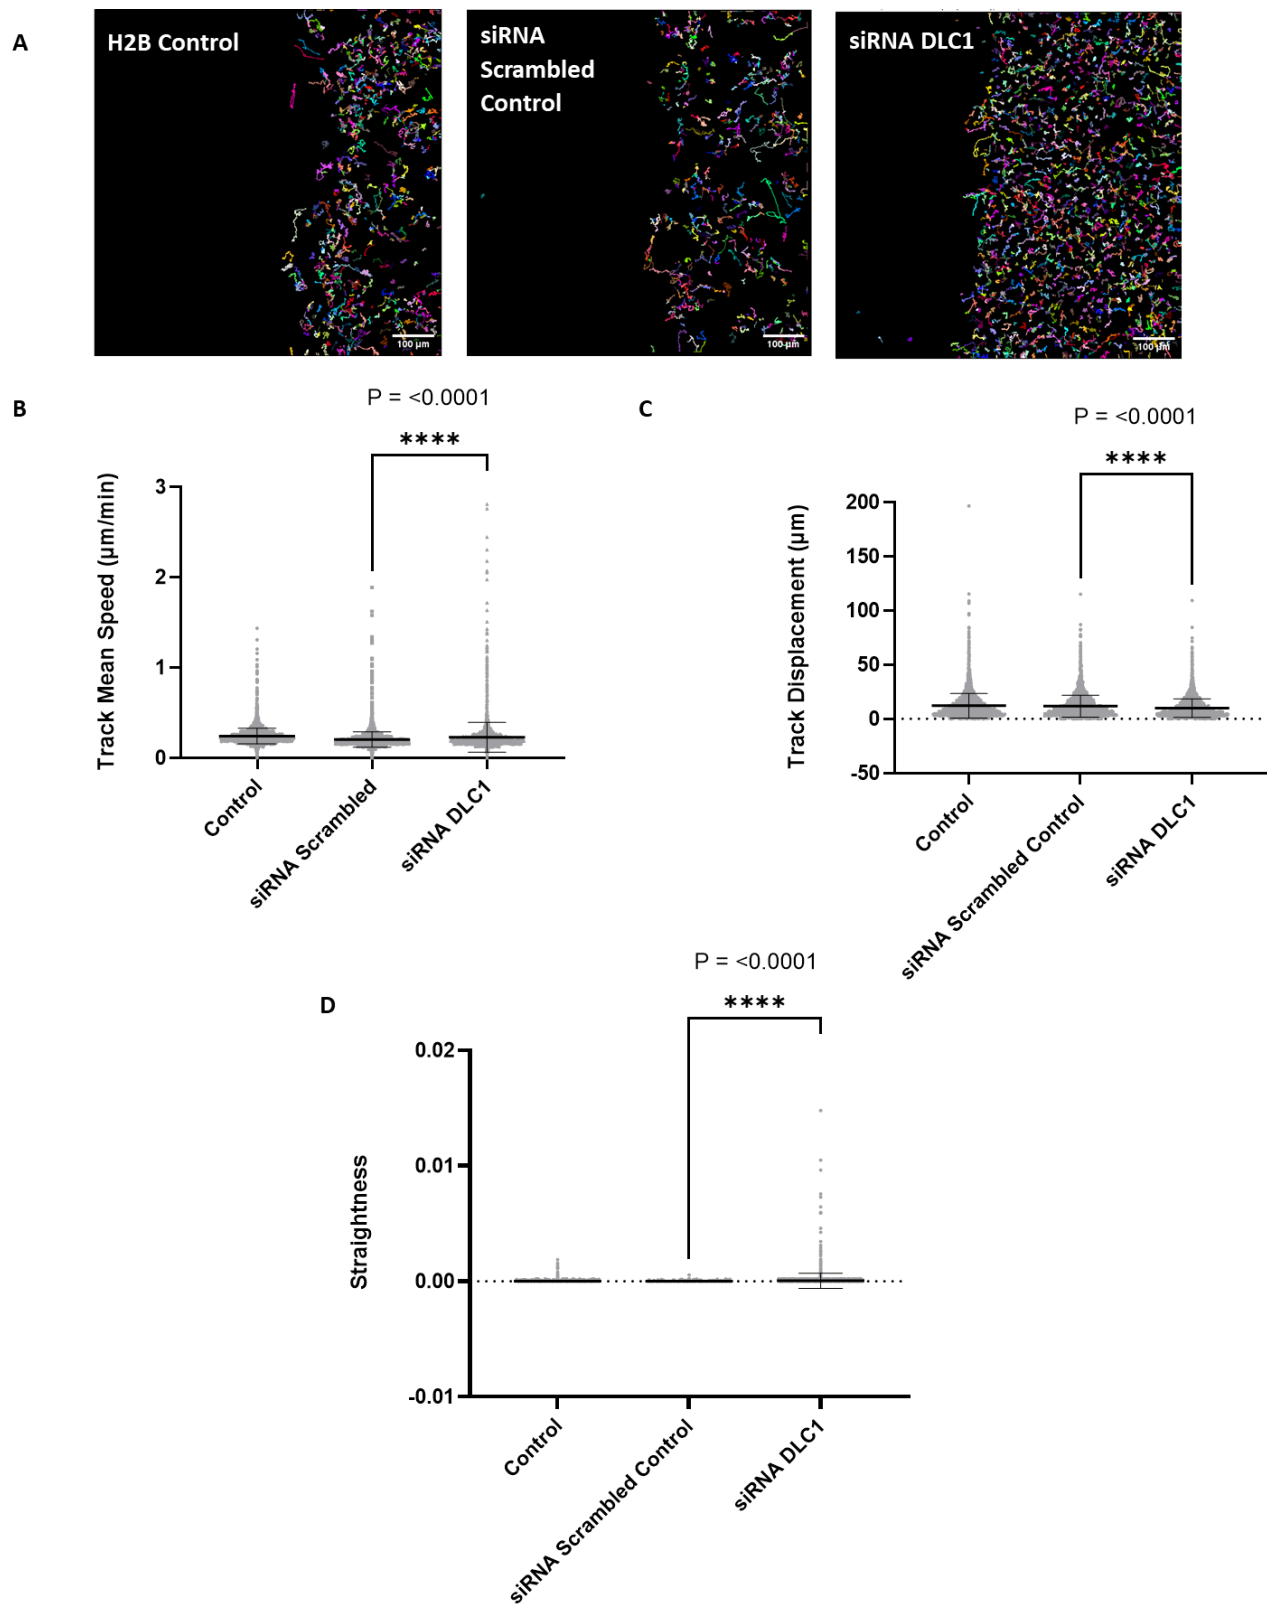 A
H2B Control
siRNA
Scrambled
Control
siRNA DLC1
100 µm
100 µm
100 µm
B
P = <0.0001
****
Track Mean Speed (µm/min)
3
2
1
0
Control
siRNA Scrambled
siRNA DLC1
C
P = <0.0001
****
Track Displacement (µm)
200
150
100
50
0
-50
Control
siRNA Scrambled Control
siRNA DLC1
D
P = <0.0001
****
Straightness
0.02
0.01
0.00
-0.01
Control
siRNA Scrambled Control
siRNA DLC1